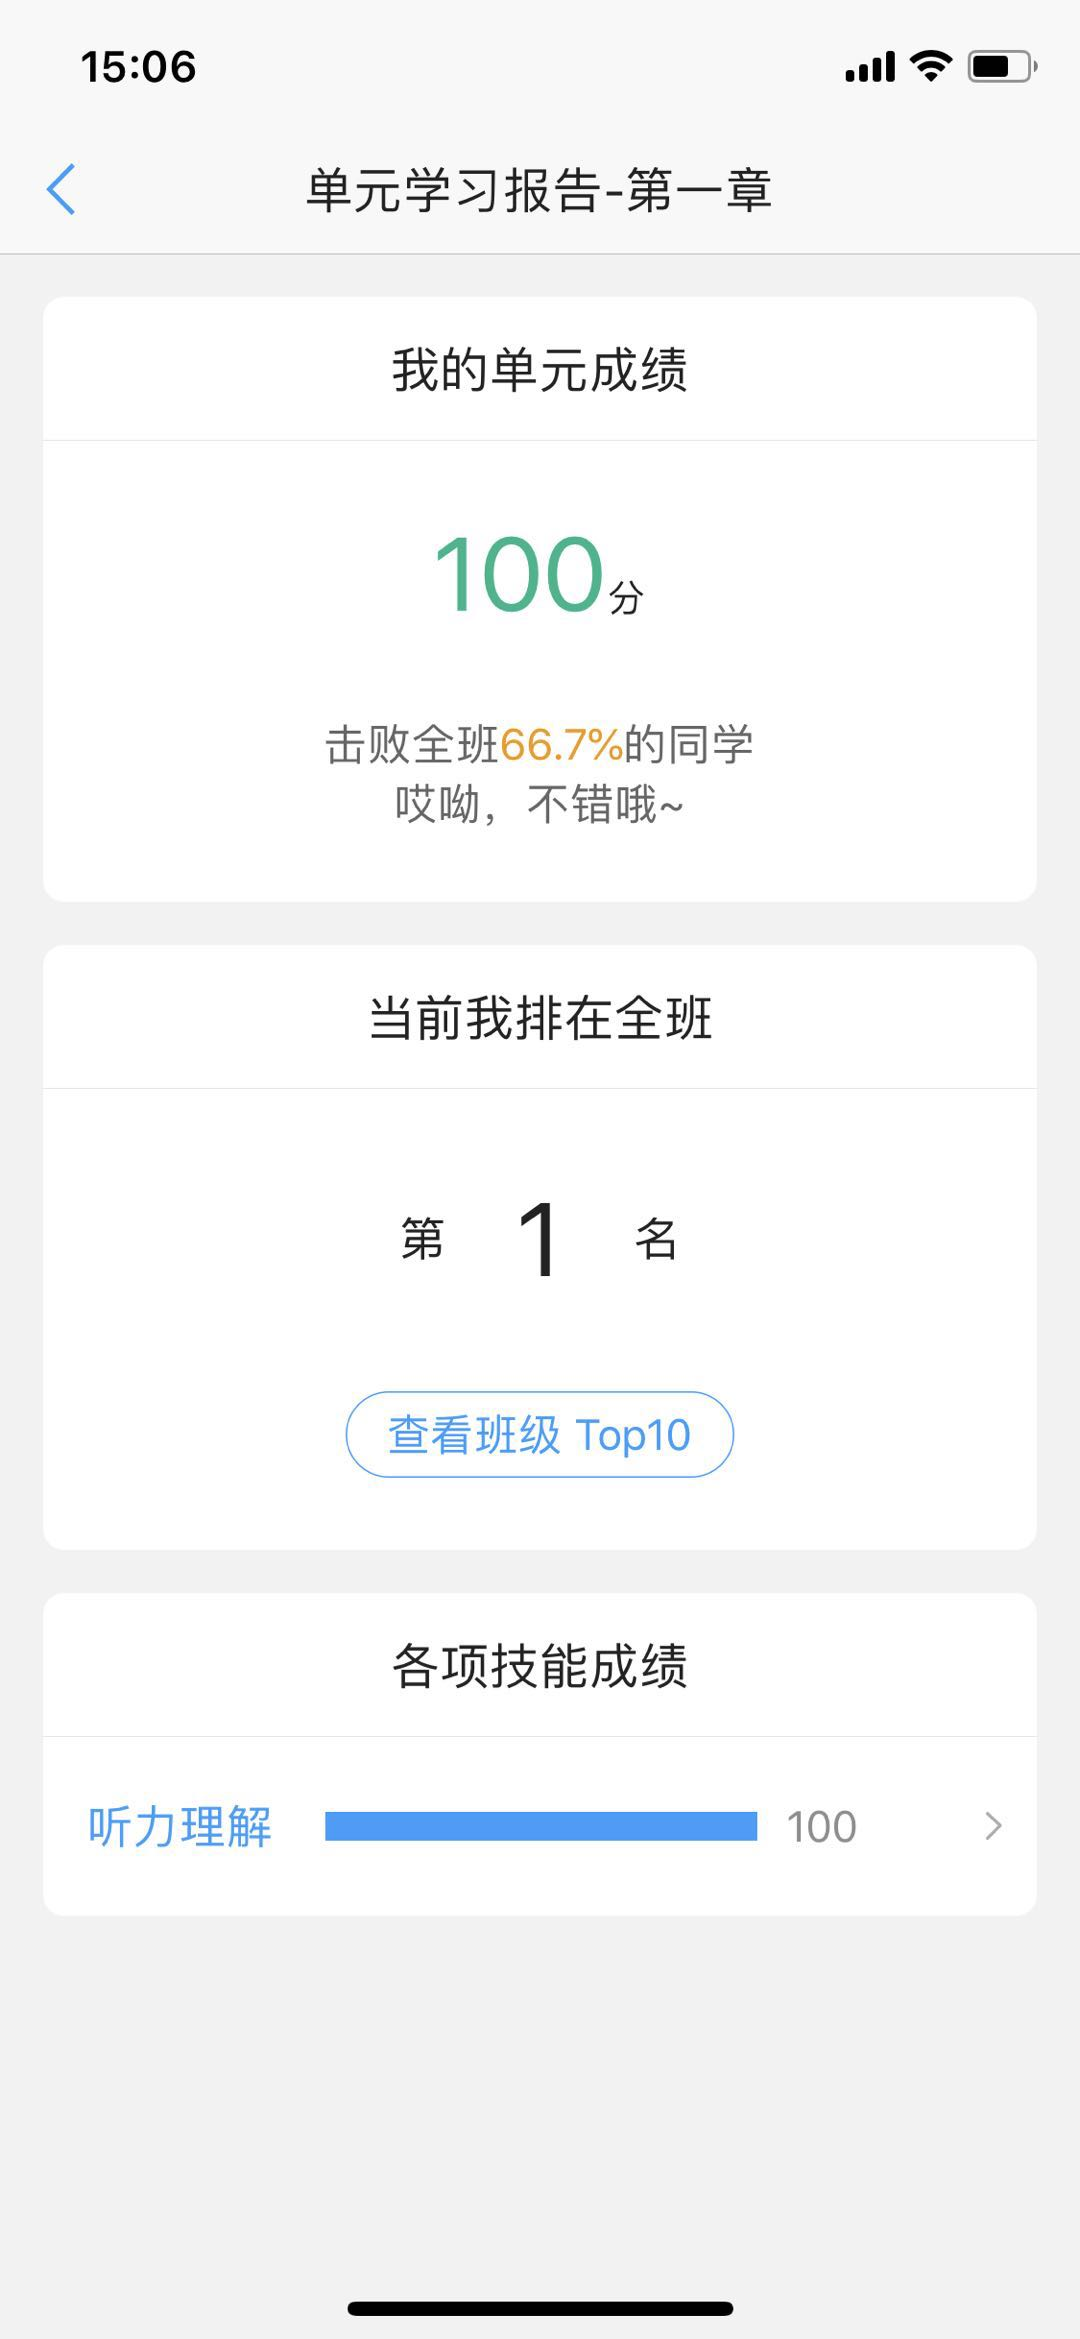 15:06
单元学习报告-第一章
我的单元成绩
100分
击败全班66.7%的同学
哎呦，不错哦~
当前我排在全班
第 1 名
查看班级 Top10
各项技能成绩
听力理解 100